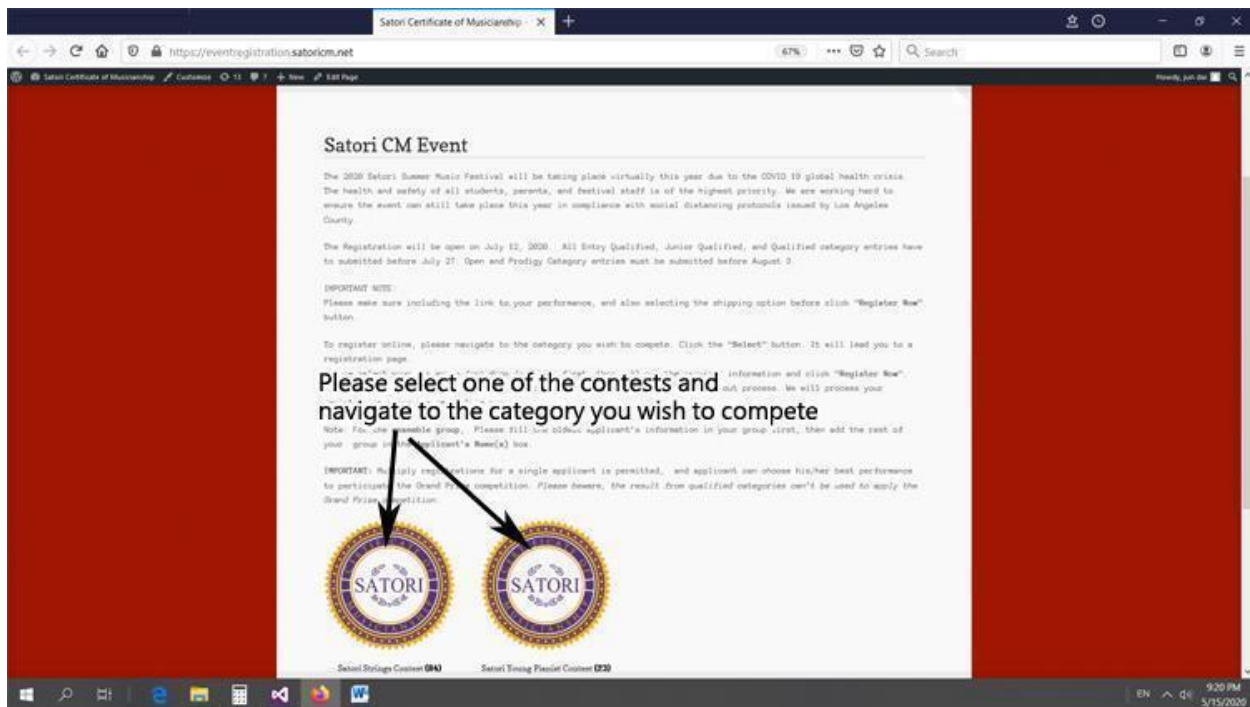 Satori Certificate of Musicianship
https://eventregistration.satoricm.net
67%
Search
Satori Certificate of Musicianship Customize 13 7 New Edit Page
Howdy, jun dai
Satori CM Event
The 2020 Satori Summer Music Festival will be taking place virtually this year due to the COVID 19 global health crisis.
The health and safety of all students, parents, and festival staff is of the highest priority. We are working hard to
ensure the event can still take place this year in compliance with social distancing protocols issued by Los Angeles
County.
The Registration will be open on July 12, 2020. All Entry Qualified, Junior Qualified, and Qualified category entries have
to submitted before July 27. Open and Prodigy Category entries must be submitted before August 3.
IMPORTANT NOTE:
Please make sure including the link to your performance, and also selecting the shipping option before click "Register Now"
button.
To register online, please navigate to the category you wish to compete. Click the "Select" button. It will lead you to a
registration page.
information and click "Register Now".
out process. We will process your
Please select one of the contests and
navigate to the category you wish to compete
Note: For the ensemble group, Please fill the oldest applicant's information in your group first, then add the rest of
your group in the Applicant's Name(s) box.
IMPORTANT: Multiply registrations for a single applicant is permitted, and applicant can choose his/her best performance
to participate the Grand Prize competition. Please beware, the result from qualified categories can't be used to apply the
Grand Prize competition.
SATORI
SATORI
Satori Strings Contest (84)
Satori Young Pianist Contest (23)
EN
9:20 PM
5/15/2020